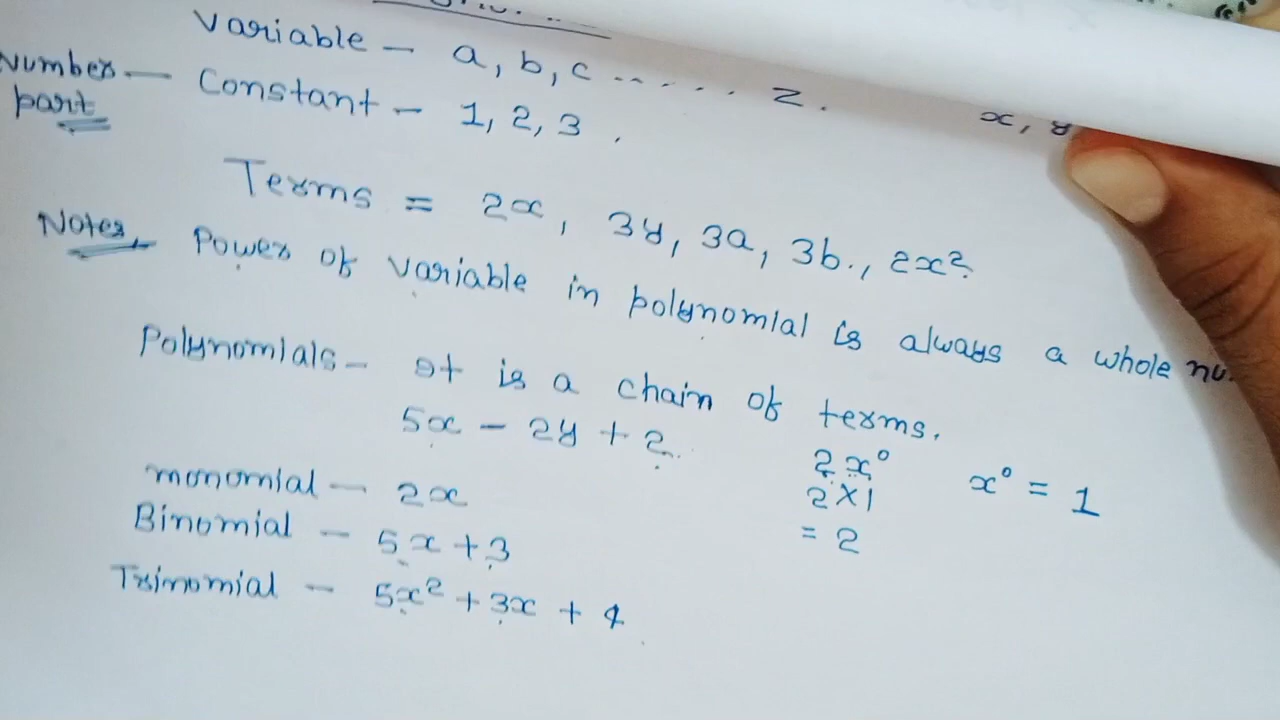 Variable - a, b, c ...... z.
Number part - Constant - 1, 2, 3.
x, y
Terms = 2x, 3y, 3a, 3b., 2x²
Notes, Power of variable in polynomial is always a whole nu
Polynomials - It is a chain of terms.
5x - 2y + 2.
2x⁰ x⁰ = 1
2×1
= 2
monomial - 2x
Binomial - 5x+3
Trinomial - 5x² + 3x + 4